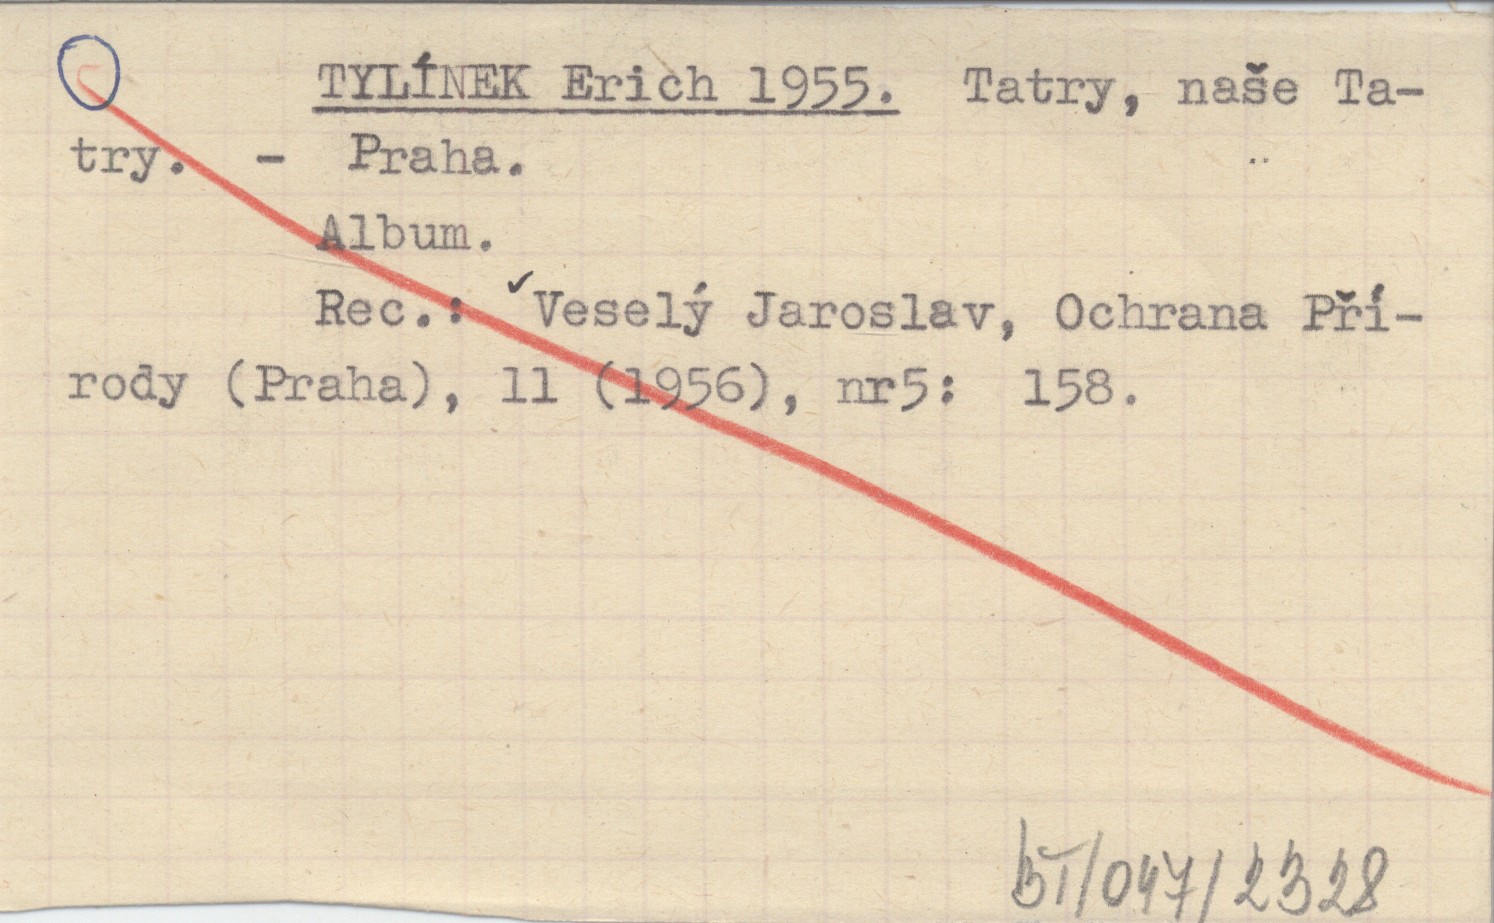 TYLÍNEK Erich 1955. Tatry, naše Ta-
try. - Praha.
Album.
Rec.: ✓Veselý Jaroslav, Ochrana Pří-
rody (Praha), 11 (1956), nr5: 158.
BT/047/2328